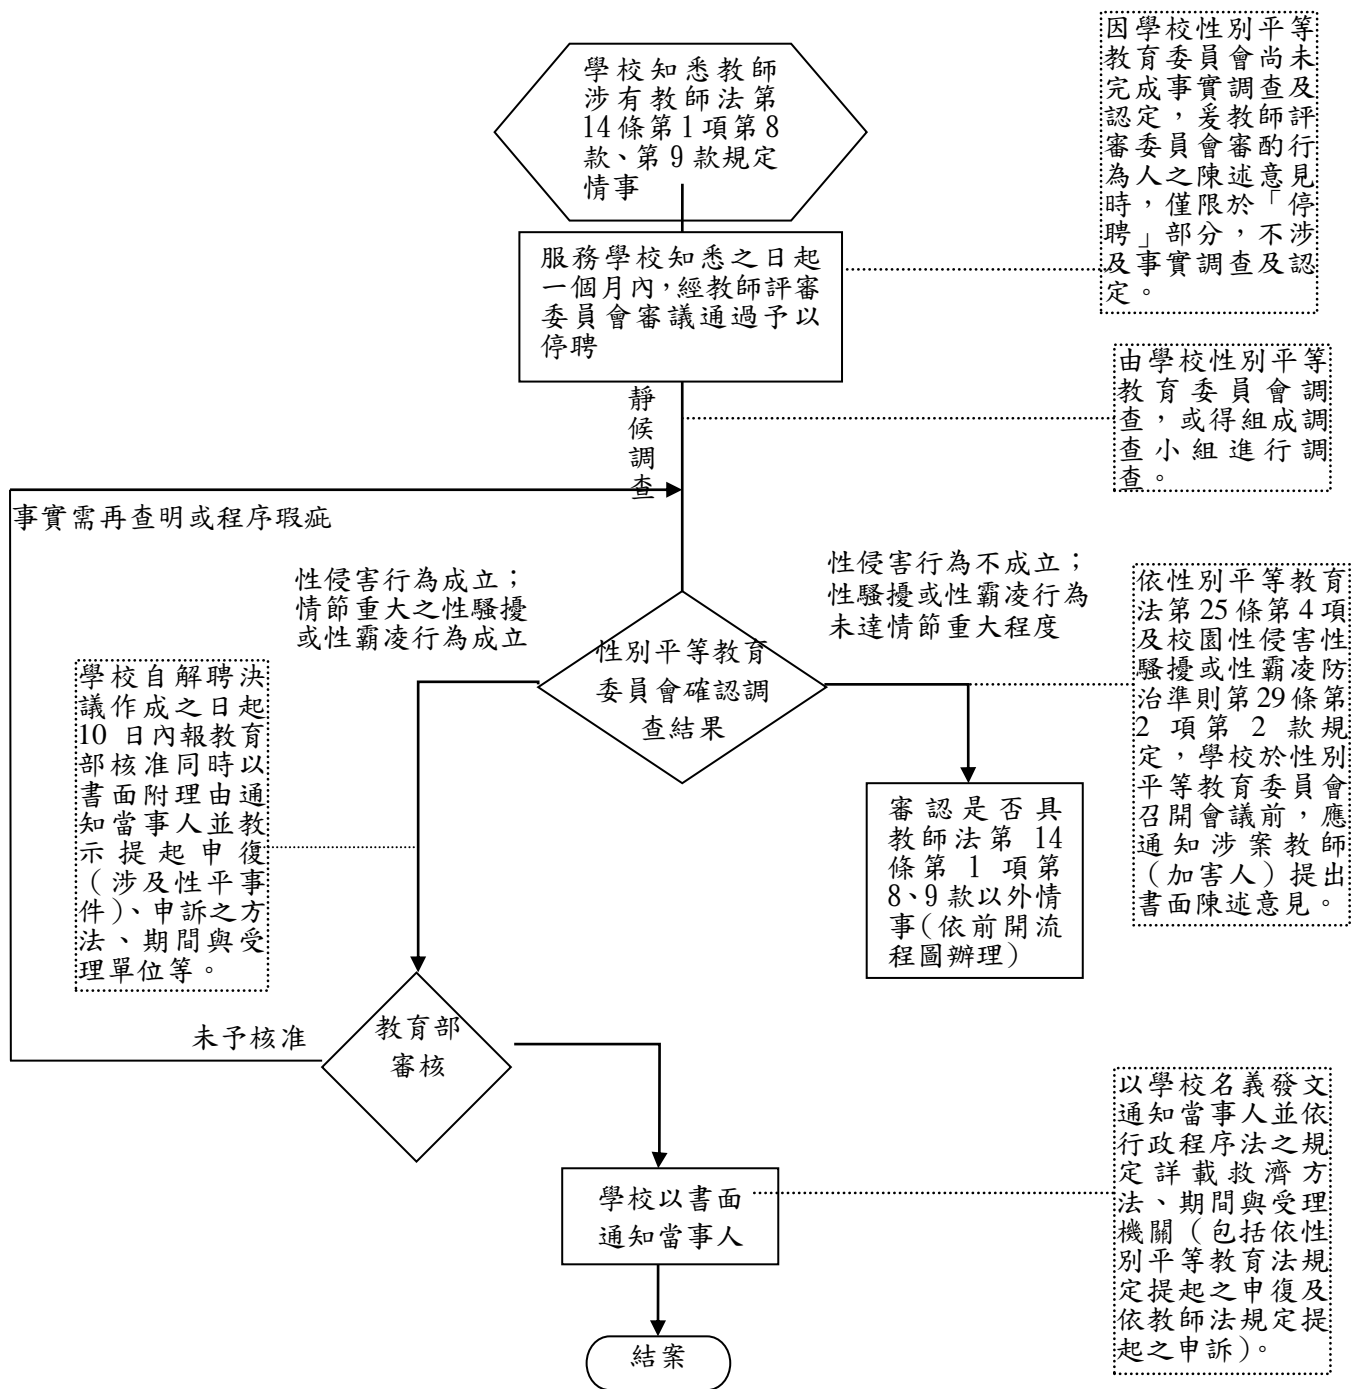 學校知悉教師
涉有教師法第
14條第1項第8
款、第9款規定
情事
因學校性別平等
教育委員會尚未
完成事實調查及
認定，爰教師評
審委員會審酌行
為人之陳述意見
時，僅限於「停
聘」部分，不涉
及事實調查及認
定。
服務學校知悉之日起
一個月內，經教師評審
委員會審議通過予以
停聘
靜
候
調
查
由學校性別平等
教育委員會調
查，或得組成調
查小組進行調
查。
事實需再查明或程序瑕疵
性侵害行為成立；
情節重大之性騷擾
或性霸凌行為成立
性侵害行為不成立；
性騷擾或性霸凌行為
未達情節重大程度
性別平等教育
委員會確認調
查結果
依性別平等教育
法第25條第4項
及校園性侵害性
騷擾或性霸凌防
治準則第29條第
2項第2款規
定，學校於性別
平等教育委員會
召開會議前，應
通知涉案教師
（加害人）提出
書面陳述意見。
學校自解聘決
議作成之日起
10日內報教育
部核准同時以
書面附理由通
知當事人並教
示提起申復
（涉及性平事
件）、申訴之方
法、期間與受
理單位等。
審認是否具
教師法第14
條第1項第
8、9款以外情
事（依前開流
程圖辦理）
未予核准
教育部
審核
學校以書面
通知當事人
以學校名義發文
通知當事人並依
行政程序法之規
定詳載救濟方
法、期間與受理
機關（包括依性
別平等教育法規
定提起之申復及
依教師法規定提
起之申訴）。
結案